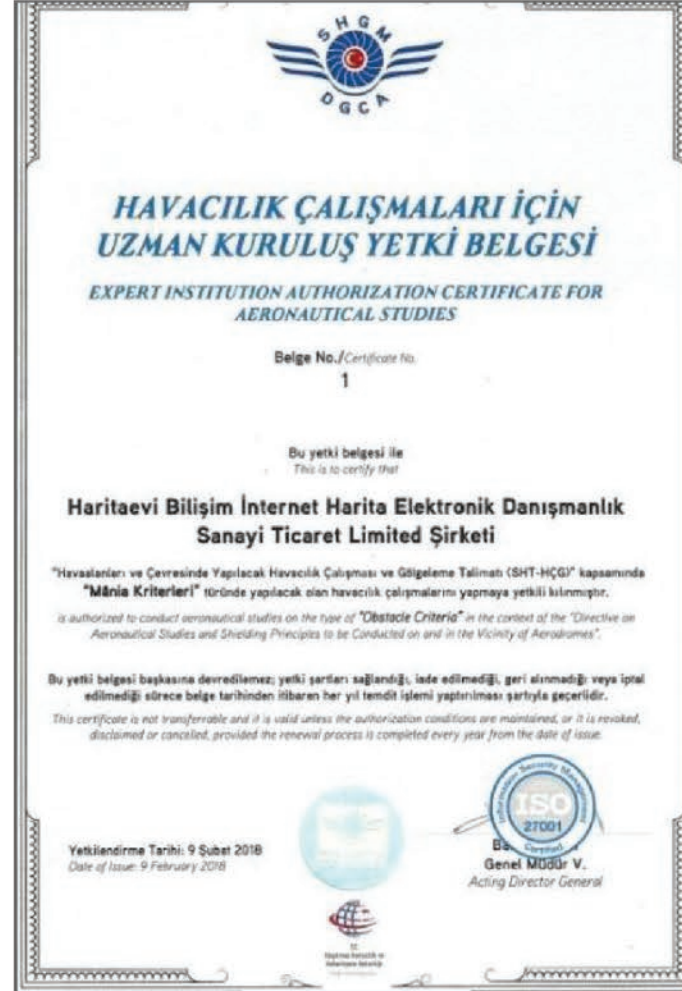 SHGM
DGCA
HAVACILIK ÇALIŞMALARI İÇİN
UZMAN KURULUŞ YETKİ BELGESİ
EXPERT INSTITUTION AUTHORIZATION CERTIFICATE FOR
AERONAUTICAL STUDIES
Belge No./Certificate No.
1
Bu yetki belgesi ile
This is to certify that
Haritaevi Bilişim İnternet Harita Elektronik Danışmanlık
Sanayi Ticaret Limited Şirketi
"Havaalanları ve Çevresinde Yapılacak Havacılık Çalışması ve Gölgeleme Talimatı (SHT-HÇG)" kapsamında
"Mânia Kriterleri" türünde yapılacak olan havacılık çalışmalarını yapmaya yetkili kılınmıştır.
is authorized to conduct aeronautical studies on the type of "Obstacle Criteria" in the context of the "Directive on
Aeronautical Studies and Shielding Principles to be Conducted on and in the Vicinity of Aerodromes".
Bu yetki belgesi başkasına devredilemez; yetki şartları sağlandığı, iade edilmediği, geri alınmadığı veya iptal
edilmediği sürece belge tarihinden itibaren her yıl temdit işlemi yaptırılması şartıyla geçerlidir.
This certificate is not transferrable and it is valid unless the authorization conditions are maintained, or it is revoked,
disclaimed or cancelled, provided the renewal process is completed every year from the date of issue.
Information Security Management
ISO
27001
Certified
Yetkilendirme Tarihi: 9 Şubat 2018
Date of Issue: 9 February 2018
Genel Müdür V.
Acting Director General
T.C.